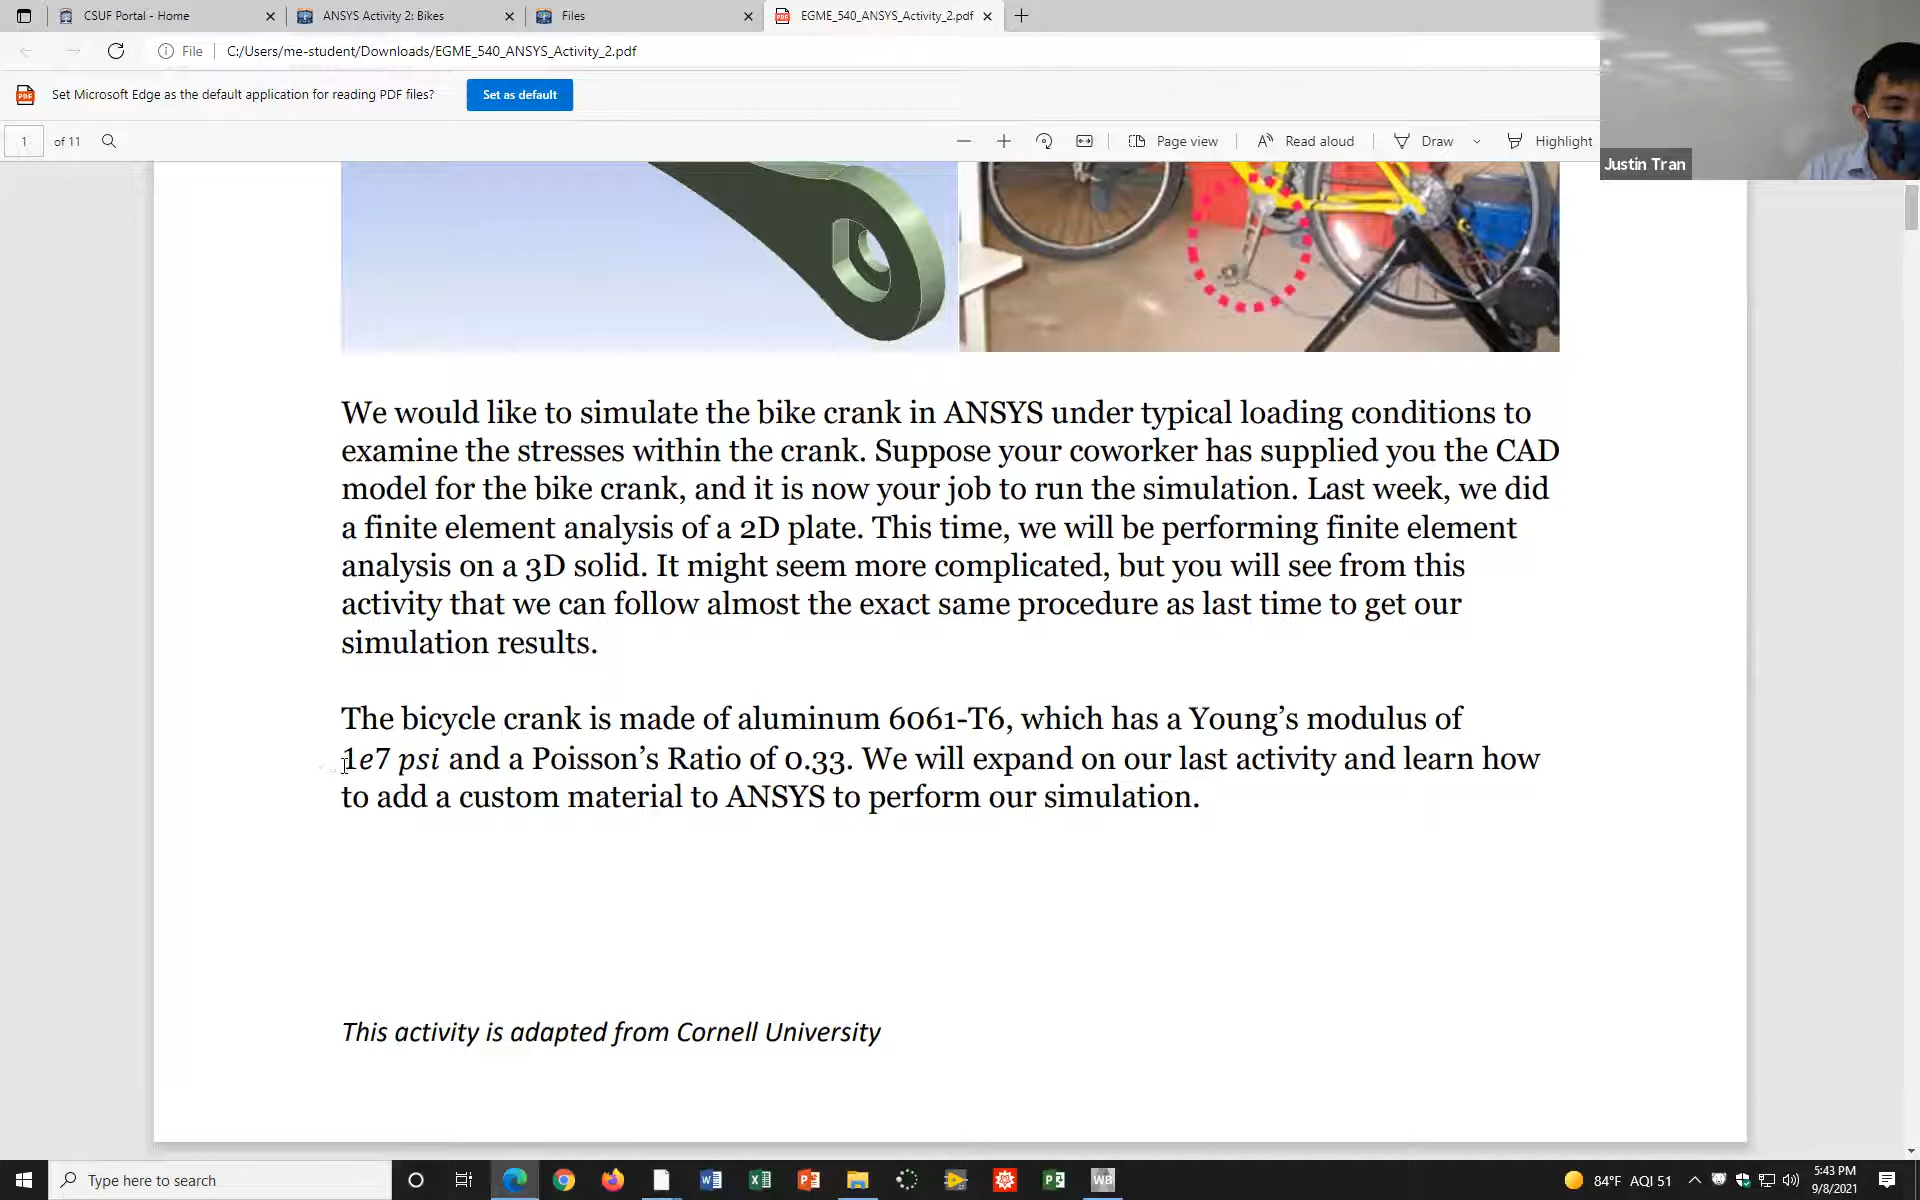 CSUF Portal - Home
ANSYS Activity 2: Bikes
Files
EGME_540_ANSYS_Activity_2.pdf
File
C:/Users/me-student/Downloads/EGME_540_ANSYS_Activity_2.pdf
Set Microsoft Edge as the default application for reading PDF files?
Set as default
1 of 11
Page view
Read aloud
Draw
Highlight
Justin Tran
We would like to simulate the bike crank in ANSYS under typical loading conditions to
examine the stresses within the crank. Suppose your coworker has supplied you the CAD
model for the bike crank, and it is now your job to run the simulation. Last week, we did
a finite element analysis of a 2D plate. This time, we will be performing finite element
analysis on a 3D solid. It might seem more complicated, but you will see from this
activity that we can follow almost the exact same procedure as last time to get our
simulation results.
The bicycle crank is made of aluminum 6061-T6, which has a Young's modulus of
1e7 psi and a Poisson's Ratio of 0.33. We will expand on our last activity and learn how
to add a custom material to ANSYS to perform our simulation.
This activity is adapted from Cornell University
Type here to search
WB
84°F AQI 51
5:43 PM
9/8/2021